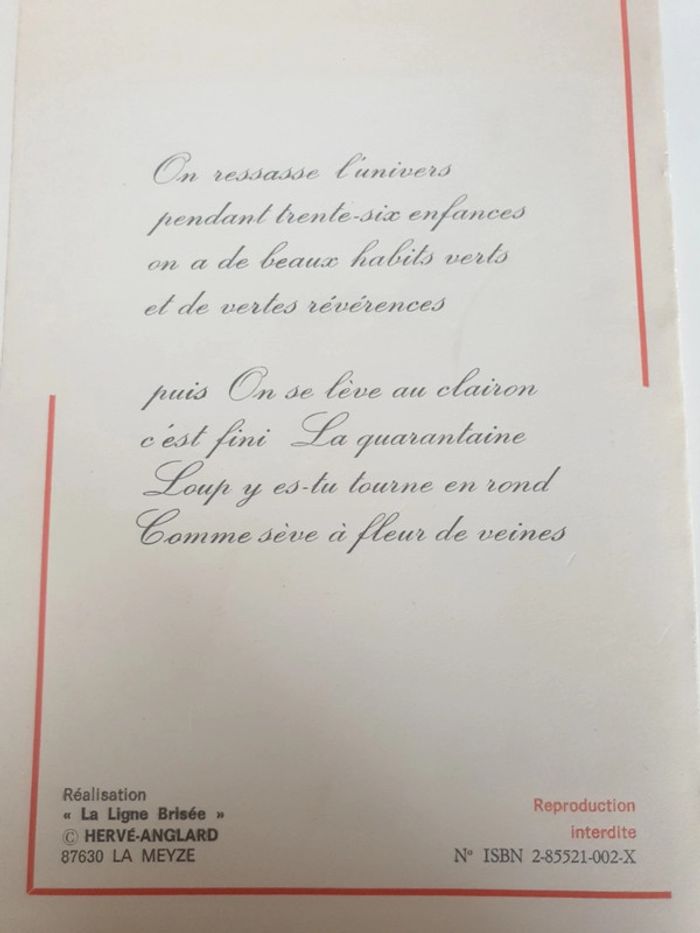 On ressasse l'univers
pendant trente-six enfances
on a de beaux habits verts
et de vertes révérences
puis On se lève au clairon
c'est fini La quarantaine
Loup y es-tu tourne en rond
Comme sève à fleur de veines
Réalisation
« La Ligne Brisée »
© HERVÉ-ANGLARD
87630 LA MEYZE
Reproduction
interdite
N° ISBN 2-85521-002-X